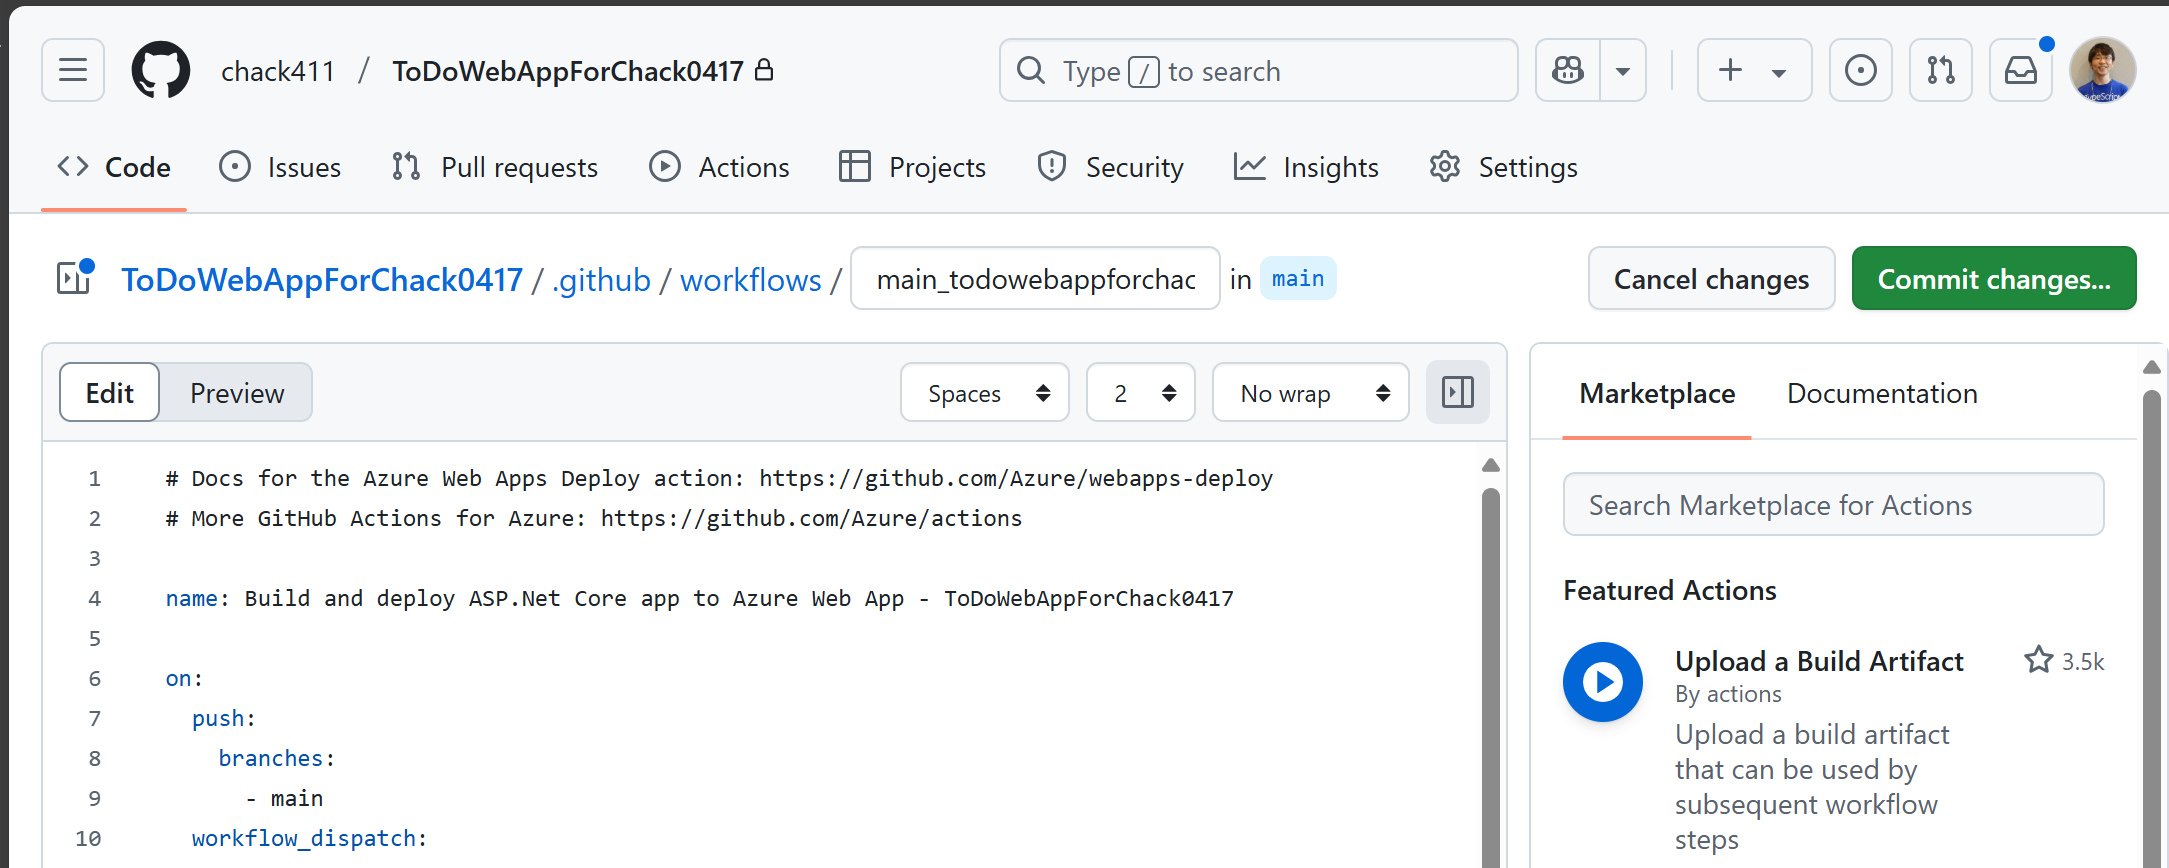 chack411 / ToDoWebAppForChack0417
Type / to search
Code Issues Pull requests Actions Projects Security Insights Settings
ToDoWebAppForChack0417 / .github / workflows / main_todowebappforchac in main
Cancel changes Commit changes...
Edit Preview Spaces 2 No wrap
1 # Docs for the Azure Web Apps Deploy action: https://github.com/Azure/webapps-deploy
2 # More GitHub Actions for Azure: https://github.com/Azure/actions
3
4 name: Build and deploy ASP.Net Core app to Azure Web App - ToDoWebAppForChack0417
5
6 on:
7   push:
8     branches:
9       - main
10   workflow_dispatch:
Marketplace Documentation
Search Marketplace for Actions
Featured Actions
Upload a Build Artifact 3.5k
By actions
Upload a build artifact
that can be used by
subsequent workflow
steps